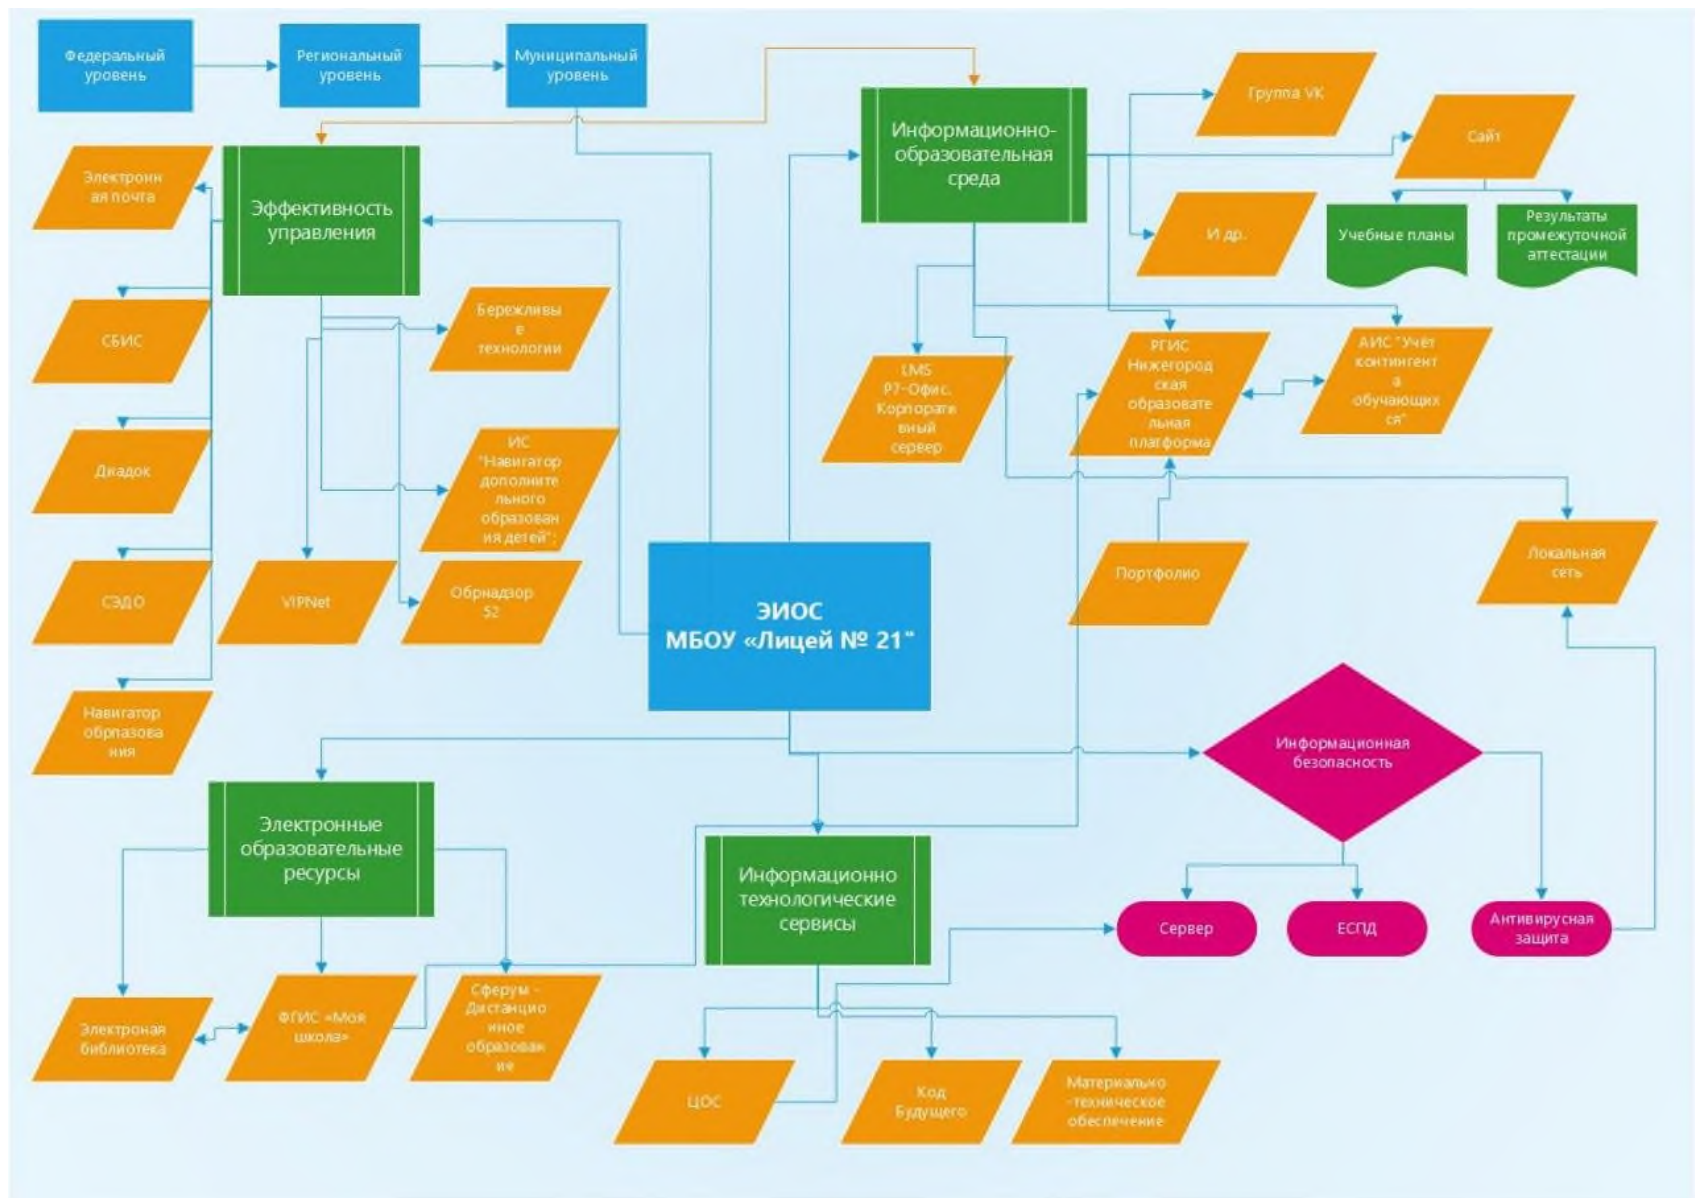 Федеральный
уровень
Региональный
уровень
Муниципальный
уровень
Информационно-
образовательная
среда
Группа VK
Сайт
Электронн
ая почта
Эффективность
управления
И др.
Учебные планы
Результаты
промежуточной
аттестации
СБИС
Бережливы
е
технологии
LMS
Р7-Офис.
Корпорати
вный
сервер
РГИС
Нижегород
ская
образовате
льная
платформа
АИС "Учёт
контингент
а
обучающих
ся"
Диадок
ИС
"Навигатор
дополните
льного
образован
ия детей";
СЭДО
VIPNet
Обрнадзор
52
ЭИОС
МБОУ «Лицей № 21"
Портфолио
Локальная
сеть
Навигатор
обрпазова
ния
Информационная
безопасность
Электронные
образовательные
ресурсы
Информационно
технологические
сервисы
Сервер
ЕСПД
Антивирусная
защита
Электроная
библиотека
ФГИС «Моя
школа»
Сферум -
Дистанцио
нное
образован
ие
ЦОС
Код
Будущего
Материально
-техническое
обеспечение